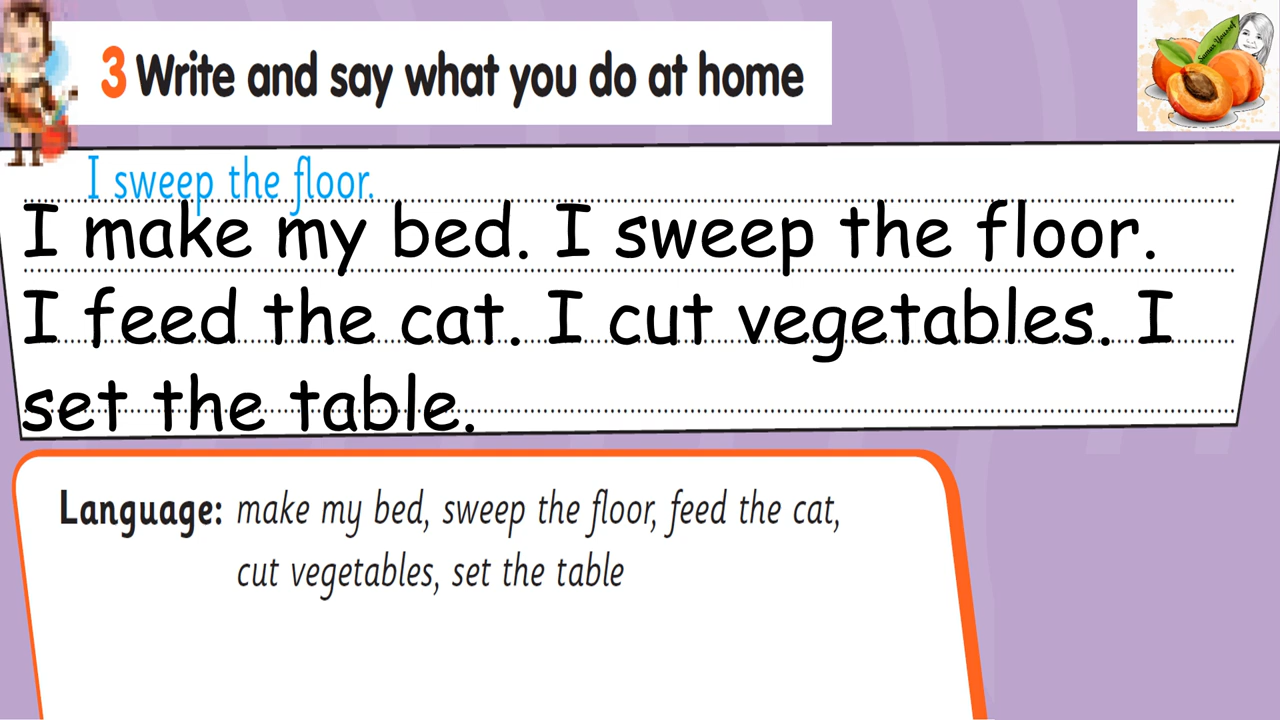 3 Write and say what you do at home
Samar Youssef
I sweep the floor.
I make my bed. I sweep the floor.
I feed the cat. I cut vegetables. I
set the table.
Language: make my bed, sweep the floor, feed the cat,
cut vegetables, set the table